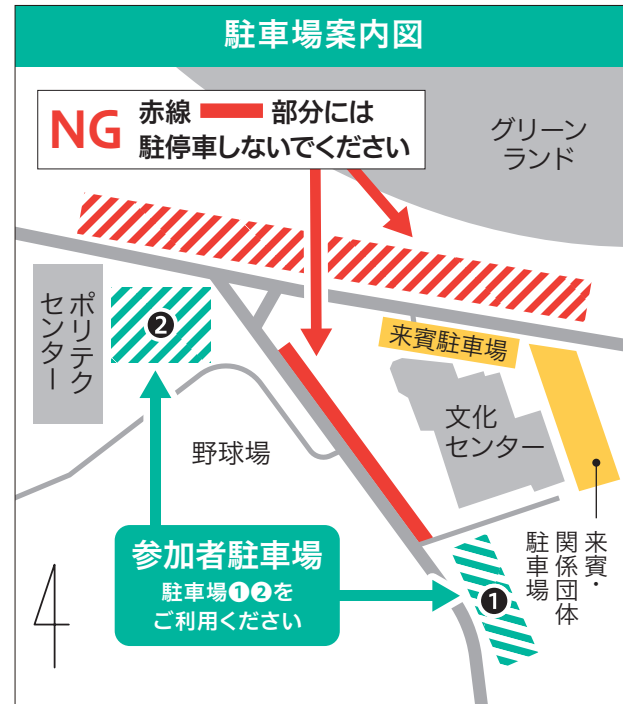 駐車場案内図
NG
赤線 部分には
駐停車しないでください
グリーン
ランド
ポリテク
センター
❷
来賓駐車場
文化
センター
野球場
参加者駐車場
駐車場❶❷を
ご利用ください
❶
来賓・
関係団体
駐車場